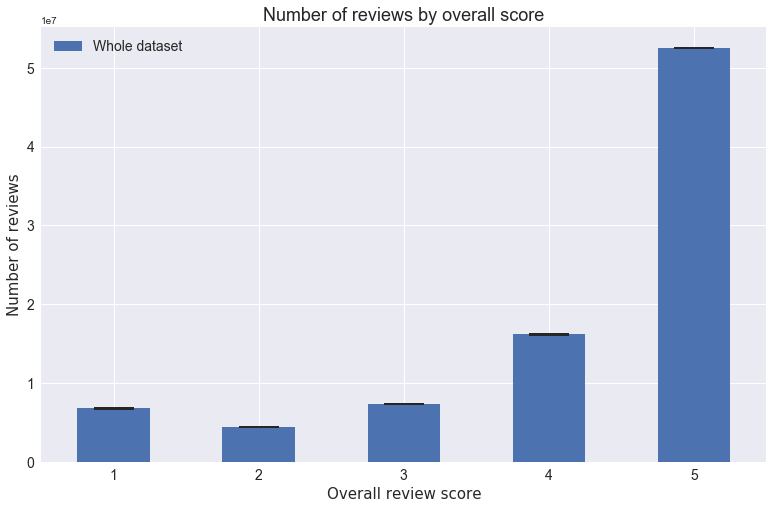 Number of reviews by overall score
1e7
Whole dataset
5
4
3
2
1
0
Number of reviews
1 2 3 4 5
Overall review score